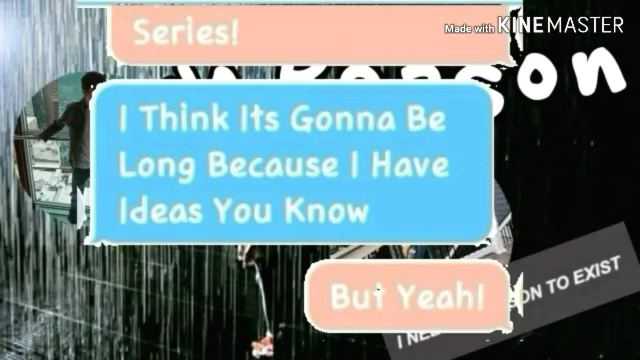 Series!
Made with KINEMASTER
I Think Its Gonna Be
Long Because I Have
Ideas You Know
But Yeah!
ON TO EXIST